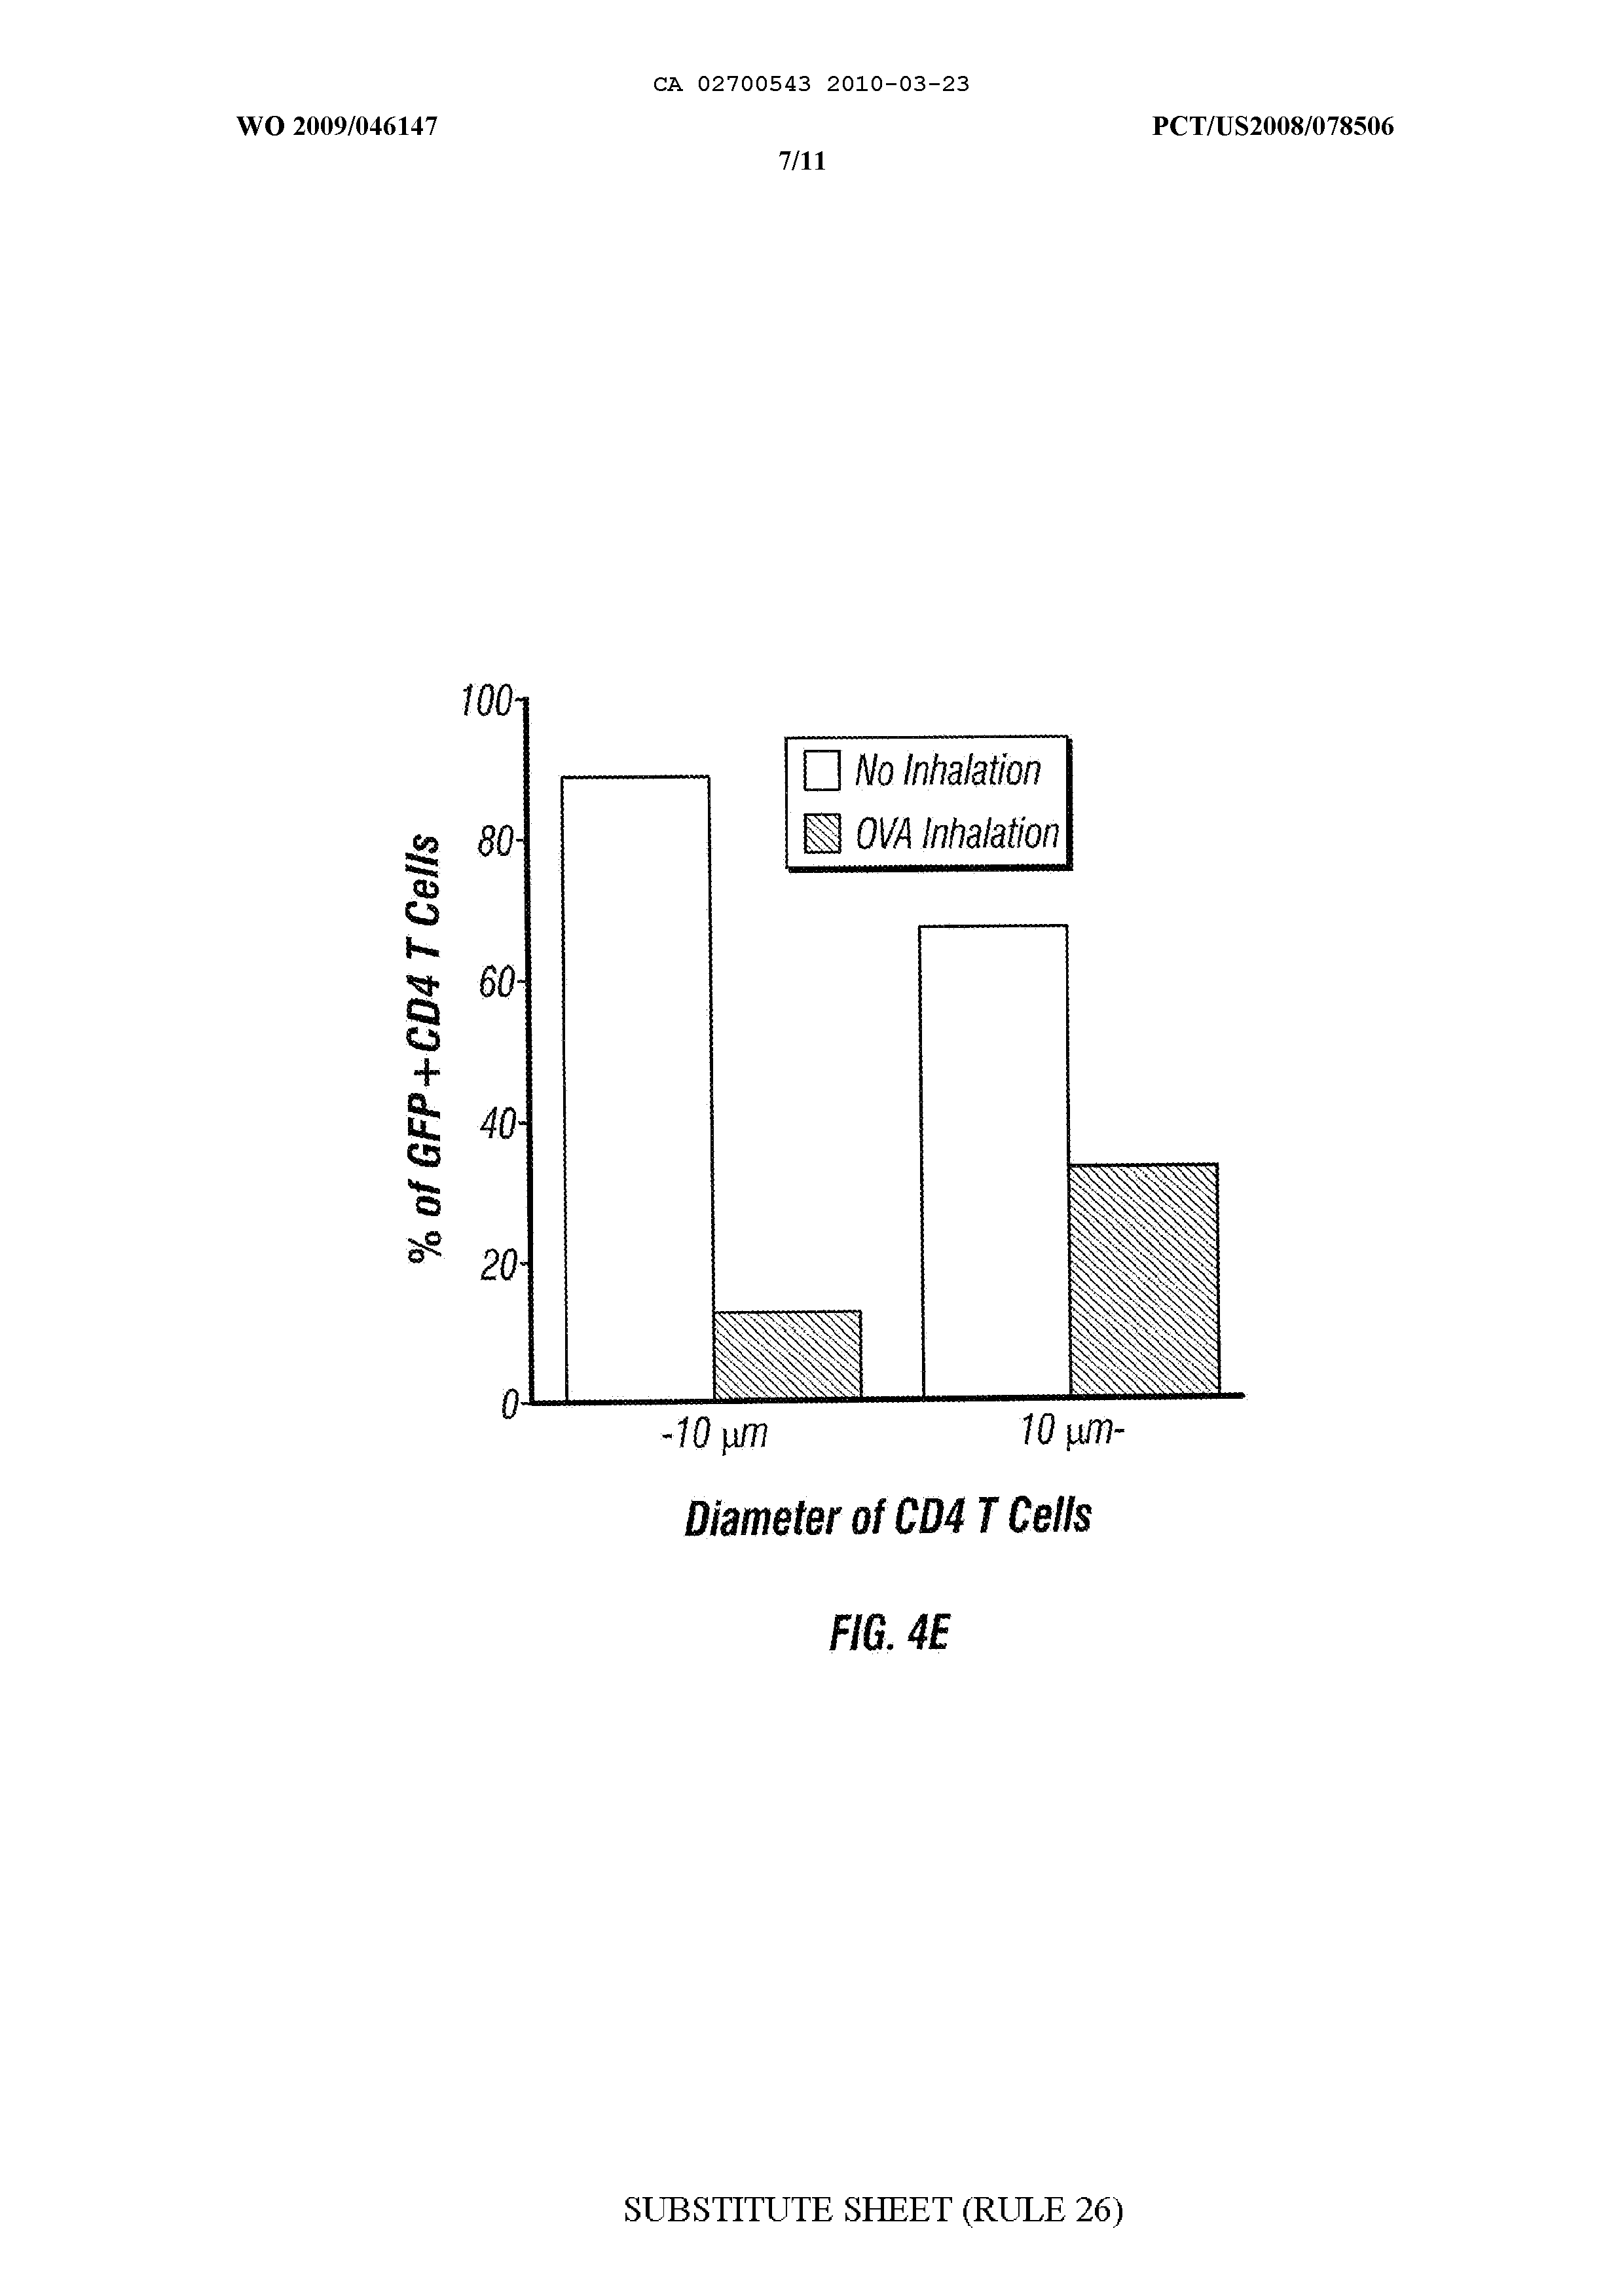 CA 02700543 2010-03-23
WO 2009/046147
PCT/US2008/078506
7/11
100
80
60
40
20
0
% of GFP+CD4 T Cells
No Inhalation
OVA Inhalation
-10 µm
10 µm-
Diameter of CD4 T Cells
FIG. 4E
SUBSTITUTE SHEET (RULE 26)